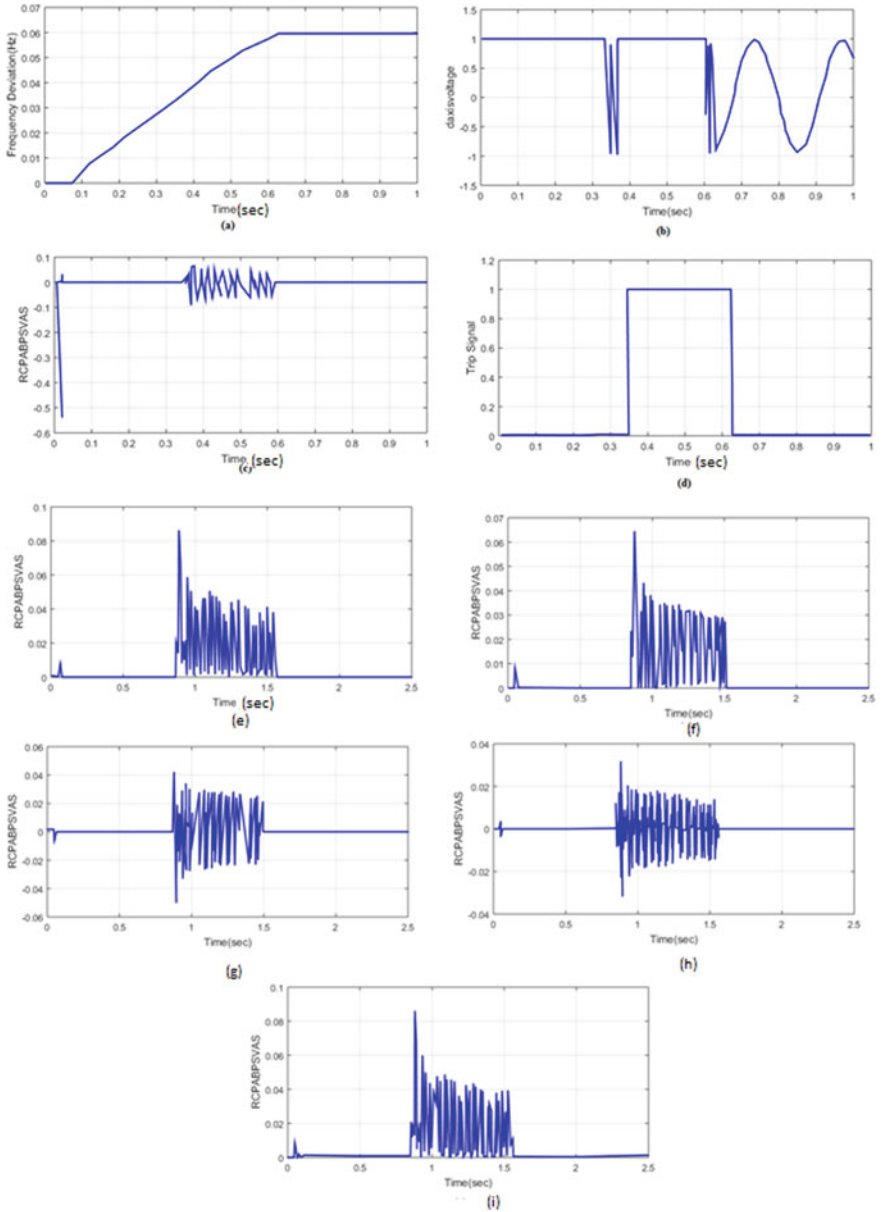 Frequency Deviation(Hz)
0.07
0.06
0.05
0.04
0.03
0.02
0.01
0
0 0.1 0.2 0.3 0.4 0.5 0.6 0.7 0.8 0.9 1
Time(sec)
(a)
daxisvoltage
1.5
1
0.5
0
-0.5
-1
-1.5
0 0.1 0.2 0.3 0.4 0.5 0.6 0.7 0.8 0.9 1
Time(sec)
(b)
RCPABPSVAS
0.1
0
-0.1
-0.2
-0.3
-0.4
-0.5
-0.6
0 0.1 0.2 0.3 0.4 0.5 0.6 0.7 0.8 0.9 1
Time (sec)
(c)
Trip Signal
1.2
1
0.8
0.6
0.4
0.2
0
0 0.1 0.2 0.3 0.4 0.5 0.6 0.7 0.8 0.9 1
Time (sec)
(d)
RCPABPSVAS
0.1
0.08
0.06
0.04
0.02
0
0 0.5 1 1.5 2 2.5
Time (sec)
(e)
RCPABPSVAS
0.07
0.06
0.05
0.04
0.03
0.02
0.01
0
0 0.5 1 1.5 2 2.5
Time(sec)
(f)
RCPABPSVAS
0.06
0.04
0.02
0
-0.02
-0.04
-0.06
0 0.5 1 1.5 2 2.5
Time(sec)
(g)
RCPABPSVAS
0.04
0.02
0
-0.02
-0.04
0 0.5 1 1.5 2 2.5
Time(sec)
(h)
RCPABPSVAS
0.1
0.08
0.06
0.04
0.02
0
0 0.5 1 1.5 2 2.5
Time(sec)
(i)